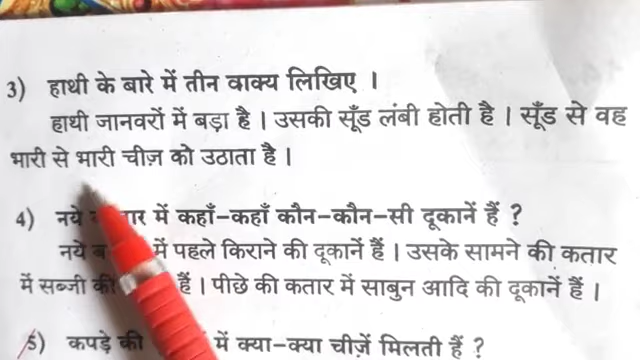 3) हाथी के बारे में तीन वाक्य लिखिए ।
हाथी जानवरों में बड़ा है । उसकी सूँड लंबी होती है । सूँड से वह
भारी से भारी चीज़ को उठाता है ।
4) नये में कहाँ-कहाँ कौन-कौन-सी दूकानें हैं ?
नये में पहले किराने की दूकानें हैं । उसके सामने की कतार
में सब्जी की हैं । पीछे की कतार में साबुन आदि की दूकानें हैं ।
5) कपड़े की में क्या-क्या चीज़ें मिलती हैं ?